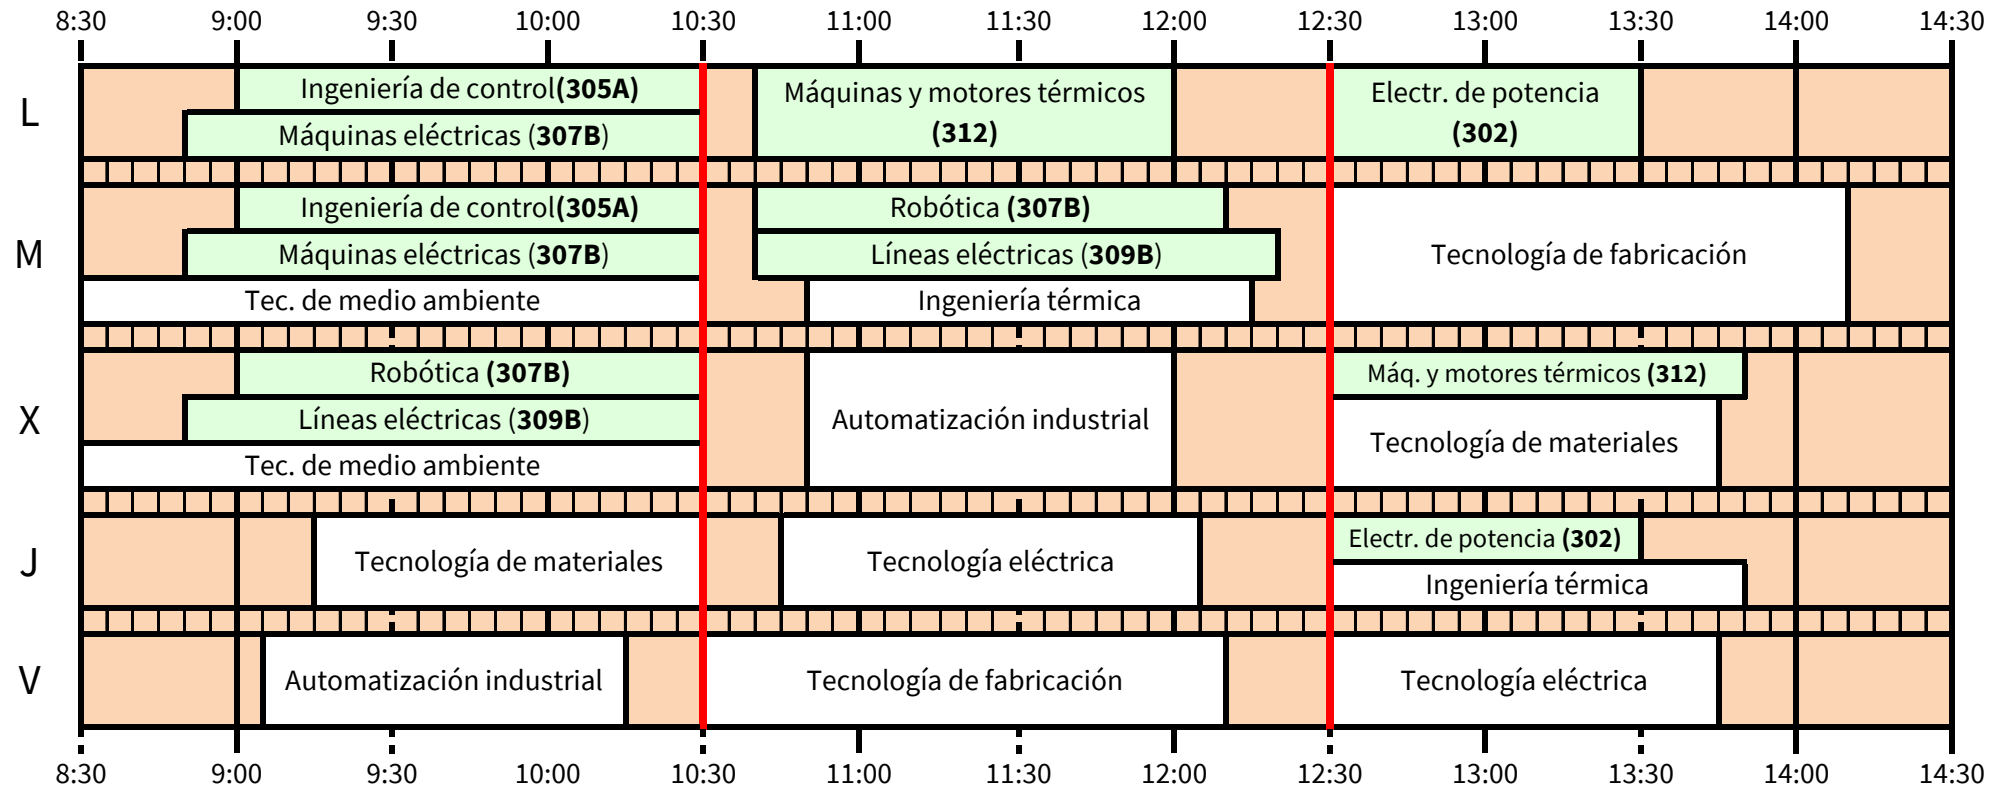 8:30 9:00 9:30 10:00 10:30 11:00 11:30 12:00 12:30 13:00 13:30 14:00 14:30
L
Ingeniería de control(305A)
Máquinas eléctricas (307B)
Máquinas y motores térmicos
(312)
Electr. de potencia
(302)
M
Ingeniería de control(305A)
Máquinas eléctricas (307B)
Tec. de medio ambiente
Robótica (307B)
Líneas eléctricas (309B)
Ingeniería térmica
Tecnología de fabricación
X
Robótica (307B)
Líneas eléctricas (309B)
Tec. de medio ambiente
Automatización industrial
Máq. y motores térmicos (312)
Tecnología de materiales
J
Tecnología de materiales
Tecnología eléctrica
Electr. de potencia (302)
Ingeniería térmica
V
Automatización industrial
Tecnología de fabricación
Tecnología eléctrica
8:30 9:00 9:30 10:00 10:30 11:00 11:30 12:00 12:30 13:00 13:30 14:00 14:30